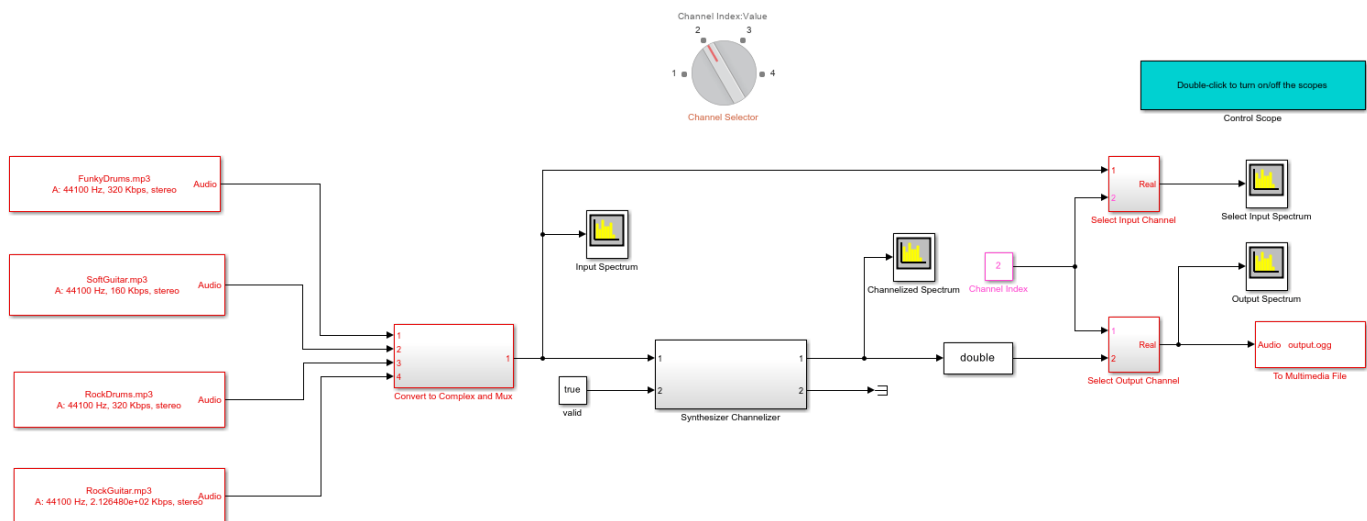 Channel Index:Value
2
3
1
4
Channel Selector
Double-click to turn on/off the scopes
Control Scope
FunkyDrums.mp3
A: 44100 Hz, 320 Kbps, stereo
Audio
1
2
Real
Select Input Channel
Select Input Spectrum
Input Spectrum
SoftGuitar.mp3
A: 44100 Hz, 160 Kbps, stereo
Audio
Channelized Spectrum
2
Channel Index
Output Spectrum
1
2
3
4
1
Convert to Complex and Mux
true
valid
1
2
1
2
Synthesizer Channelizer
double
1
2
Real
Select Output Channel
Audio output.ogg
To Multimedia File
RockDrums.mp3
A: 44100 Hz, 320 Kbps, stereo
Audio
RockGuitar.mp3
A: 44100 Hz, 2.126480e+02 Kbps, stereo
Audio